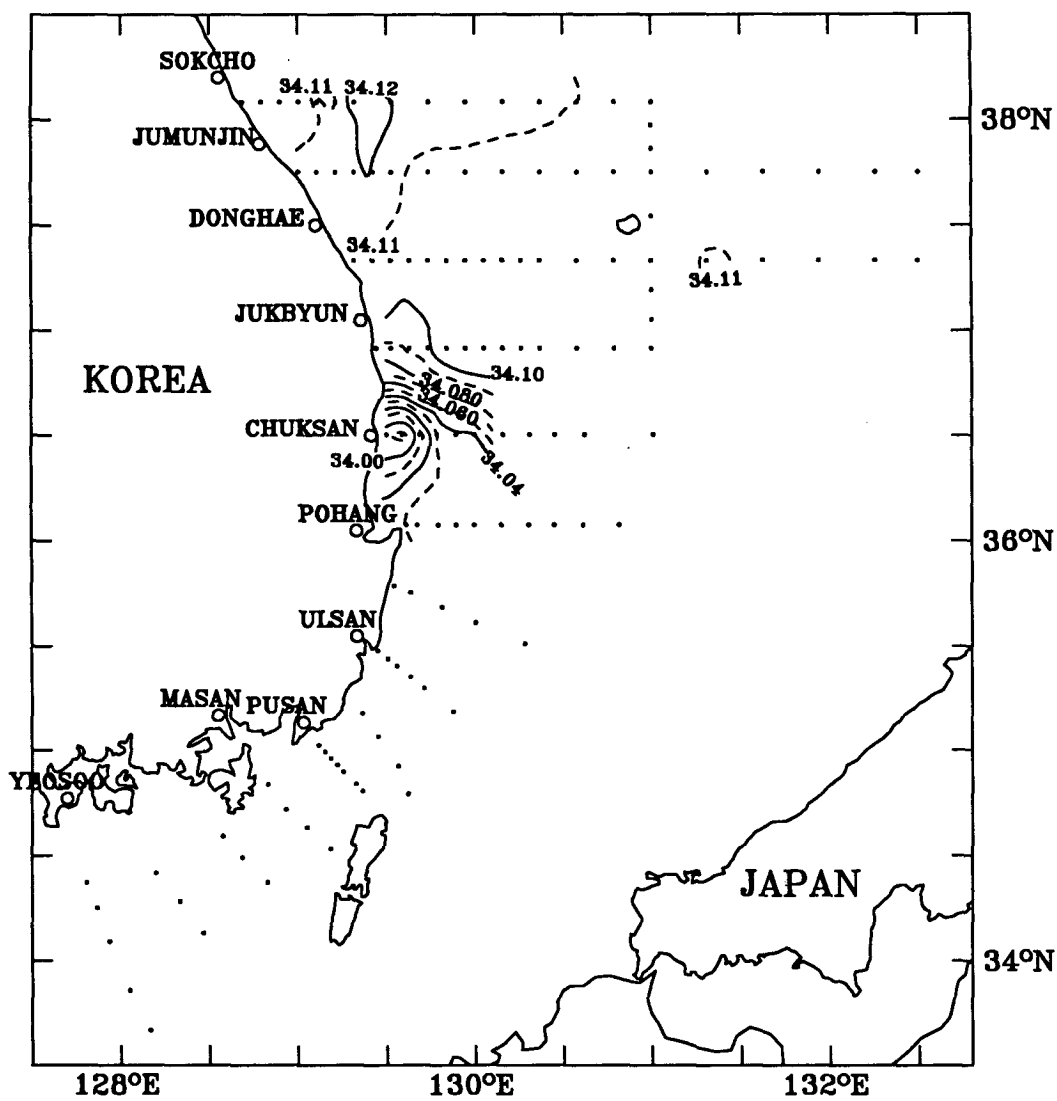 SOKCHO
34.11 34.12
38°N
JUMUNJIN
DONGHAE
34.11
34.11
JUKBYUN
34.10
KOREA
34.080
34.060
CHUKSAN
34.00
34.04
POHANG
36°N
ULSAN
MASAN PUSAN
YEOSOO
JAPAN
34°N
128°E 130°E 132°E